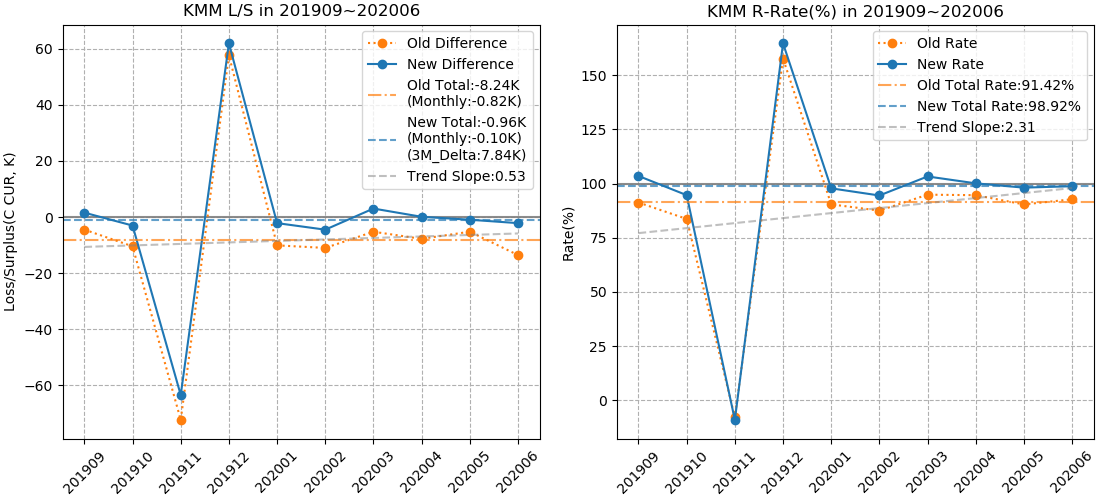 KMM L/S in 201909~202006
Loss/Surplus(C CUR, K)
60
40
20
0
−20
−40
−60
Old Difference
New Difference
Old Total:-8.24K
(Monthly:-0.82K)
New Total:-0.96K
(Monthly:-0.10K)
(3M_Delta:7.84K)
Trend Slope:0.53
201909
201910
201911
201912
202001
202002
202003
202004
202005
202006
KMM R-Rate(%) in 201909~202006
Rate(%)
150
125
100
75
50
25
0
Old Rate
New Rate
Old Total Rate:91.42%
New Total Rate:98.92%
Trend Slope:2.31
201909
201910
201911
201912
202001
202002
202003
202004
202005
202006